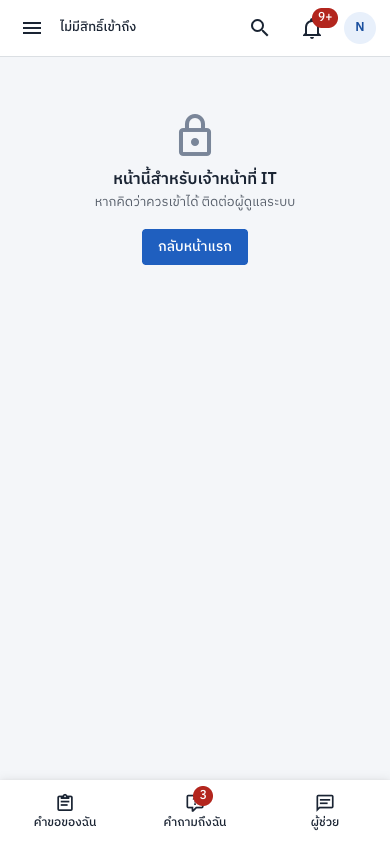 ไม่มีสิทธิ์เข้าถึง
9+
N
หน้านี้สำหรับเจ้าหน้าที่ IT
หากคิดว่าควรเข้าได้ ติดต่อผู้ดูแลระบบ
กลับหน้าแรก
3
คำขอของฉัน
คำถามถึงฉัน
ผู้ช่วย